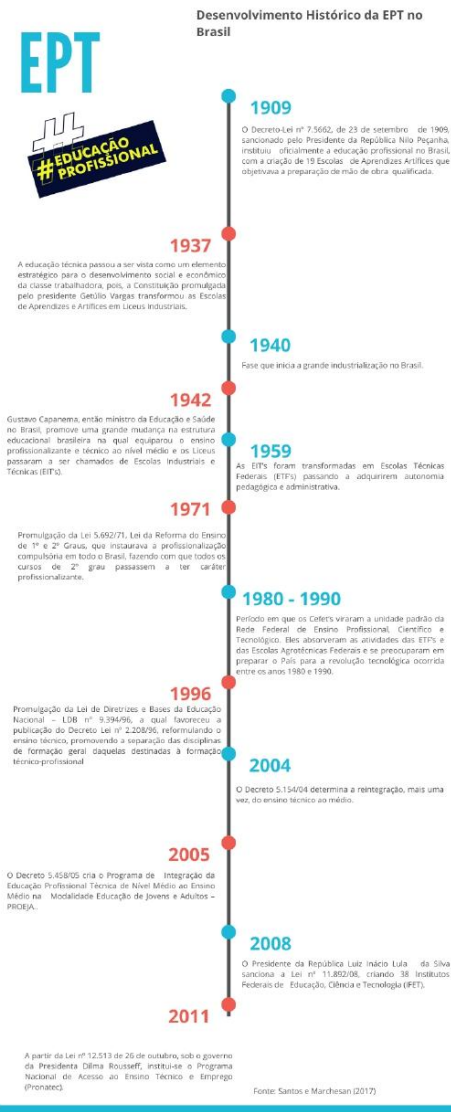 Desenvolvimento Histórico da EPT no
Brasil
EPT
#EDUCAÇÃO
PROFISSIONAL
1909
O Decreto-Lei nº 7.5662, de 23 de setembro de 1909,
sancionado pelo Presidente da República Nilo Peçanha,
instituiu oficialmente a educação profissional no Brasil,
com a criação de 19 Escolas de Aprendizes Artífices que
objetivava a preparação de mão de obra qualificada.
1937
A educação técnica passou a ser vista como um elemento
estratégico para o desenvolvimento social e econômico
da classe trabalhadora, pois, a Constituição promulgada
pelo presidente Getúlio Vargas transformou as Escolas
de Aprendizes e Artífices em Liceus Industriais.
1940
Fase que inicia a grande industrialização no Brasil.
1942
Gustavo Capanema, então ministro da Educação e Saúde
no Brasil, promove uma grande mudança na estrutura
educacional brasileira na qual equiparou o ensino
profissionalizante e técnico ao nível médio e os Liceus
passaram a ser chamados de Escolas Industriais e
Técnicas (EIT's).
1959
As EIT's foram transformadas em Escolas Técnicas
Federais (ETF's) passando a adquirirem autonomia
pedagógica e administrativa.
1971
Promulgação da Lei 5.692/71, Lei da Reforma do Ensino
de 1º e 2º Graus, que instaurava a profissionalização
compulsória em todo o Brasil, fazendo com que todos os
cursos de 2º grau passassem a ter caráter
profissionalizante.
1980 - 1990
Período em que os Cefet's viraram a unidade padrão da
Rede Federal de Ensino Profissional, Científico e
Tecnológico. Eles absorveram as atividades das ETF's e
das Escolas Agrotécnicas Federais e se preocuparam em
preparar o País para a revolução tecnológica ocorrida
entre os anos 1980 e 1990.
1996
Promulgação da Lei de Diretrizes e Bases da Educação
Nacional – LDB nº 9.394/96, a qual favoreceu a
publicação do Decreto Lei nº 2.208/96, reformulando o
ensino técnico, promovendo a separação das disciplinas
de formação geral daquelas destinadas à formação
técnico-profissional
2004
O Decreto 5.154/04 determina a reintegração, mais uma
vez, do ensino técnico ao médio.
2005
O Decreto 5.458/05 cria o Programa de Integração da
Educação Profissional Técnica de Nível Médio ao Ensino
Médio na Modalidade Educação de Jovens e Adultos –
PROEJA..
2008
O Presidente da República Luiz Inácio Lula da Silva
sanciona a Lei nº 11.892/08, criando 38 Institutos
Federais de Educação, Ciência e Tecnologia (IFET).
2011
A partir da Lei nº 12.513 de 26 de outubro, sob o governo
da Presidenta Dilma Rousseff, institui-se o Programa
Nacional de Acesso ao Ensino Técnico e Emprego
(Pronatec).
Fonte: Santos e Marchesan (2017)